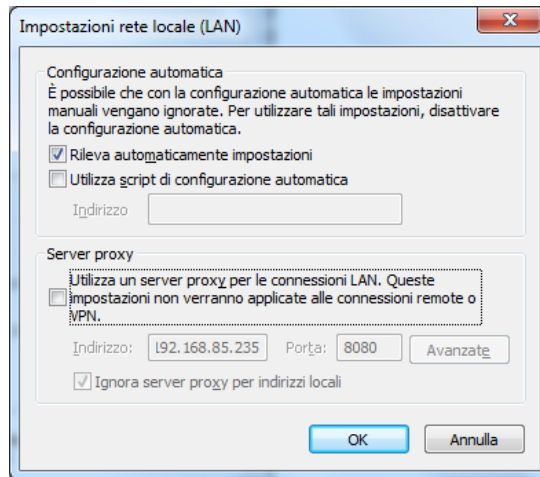 Impostazioni rete locale (LAN)
Configurazione automatica
È possibile che con la configurazione automatica le impostazioni
manuali vengano ignorate. Per utilizzare tali impostazioni, disattivare
la configurazione automatica.
Rileva automaticamente impostazioni
Utilizza script di configurazione automatica
Indirizzo
Server proxy
Utilizza un server proxy per le connessioni LAN. Queste
impostazioni non verranno applicate alle connessioni remote o
VPN.
Indirizzo: 192.168.85.235 Porta: 8080 Avanzate
Ignora server proxy per indirizzi locali
OK Annulla